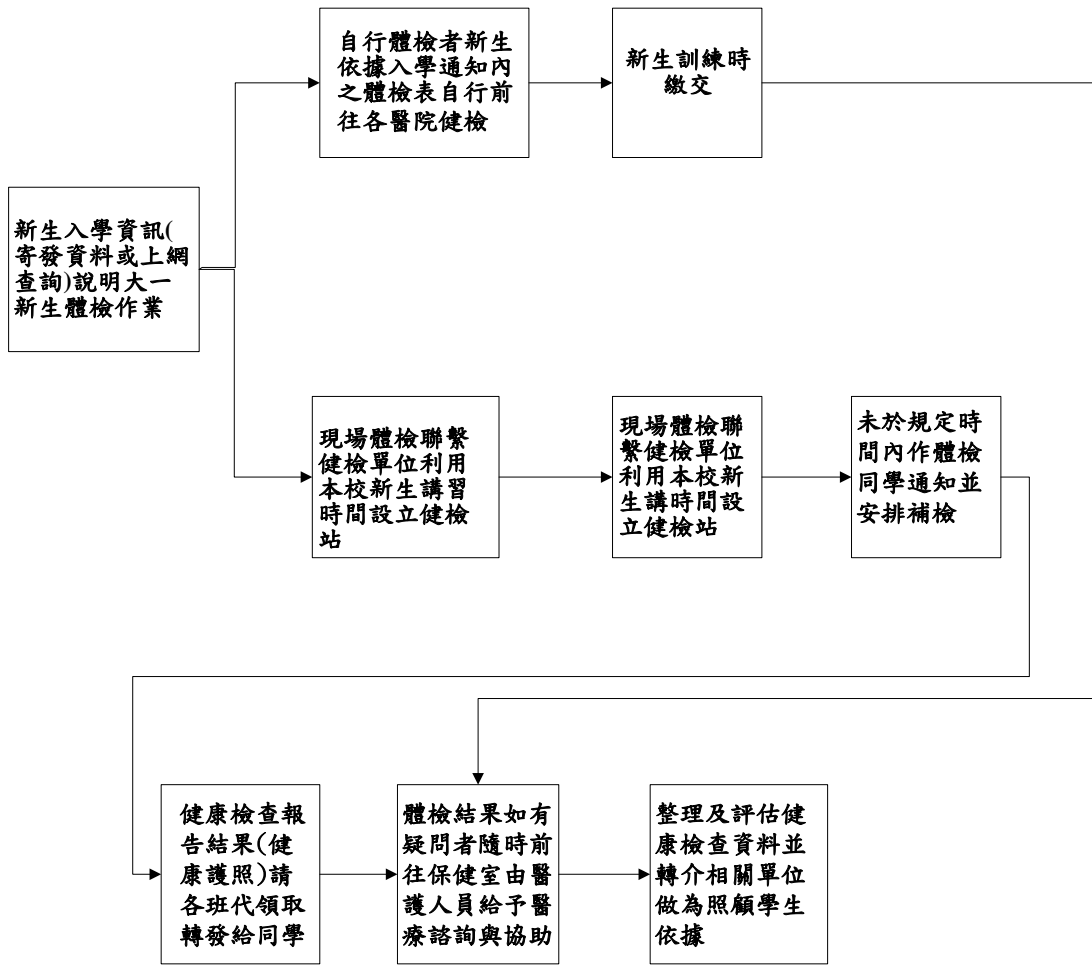 自行體檢者新生
依據入學通知內
之體檢表自行前
往各醫院健檢
新生訓練時
繳交
新生入學資訊(
寄發資料或上網
查詢)說明大一
新生體檢作業
現場體檢聯繫
健檢單位利用
本校新生講習
時間設立健檢
站
現場體檢聯
繫健檢單位
利用本校新
生講時間設
立健檢站
未於規定時
間內作體檢
同學通知並
安排補檢
健康檢查報
告結果(健
康護照)請
各班代領取
轉發給同學
體檢結果如有
疑問者隨時前
往保健室由醫
護人員給予醫
療諮詢與協助
整理及評估健
康檢查資料並
轉介相關單位
做為照顧學生
依據